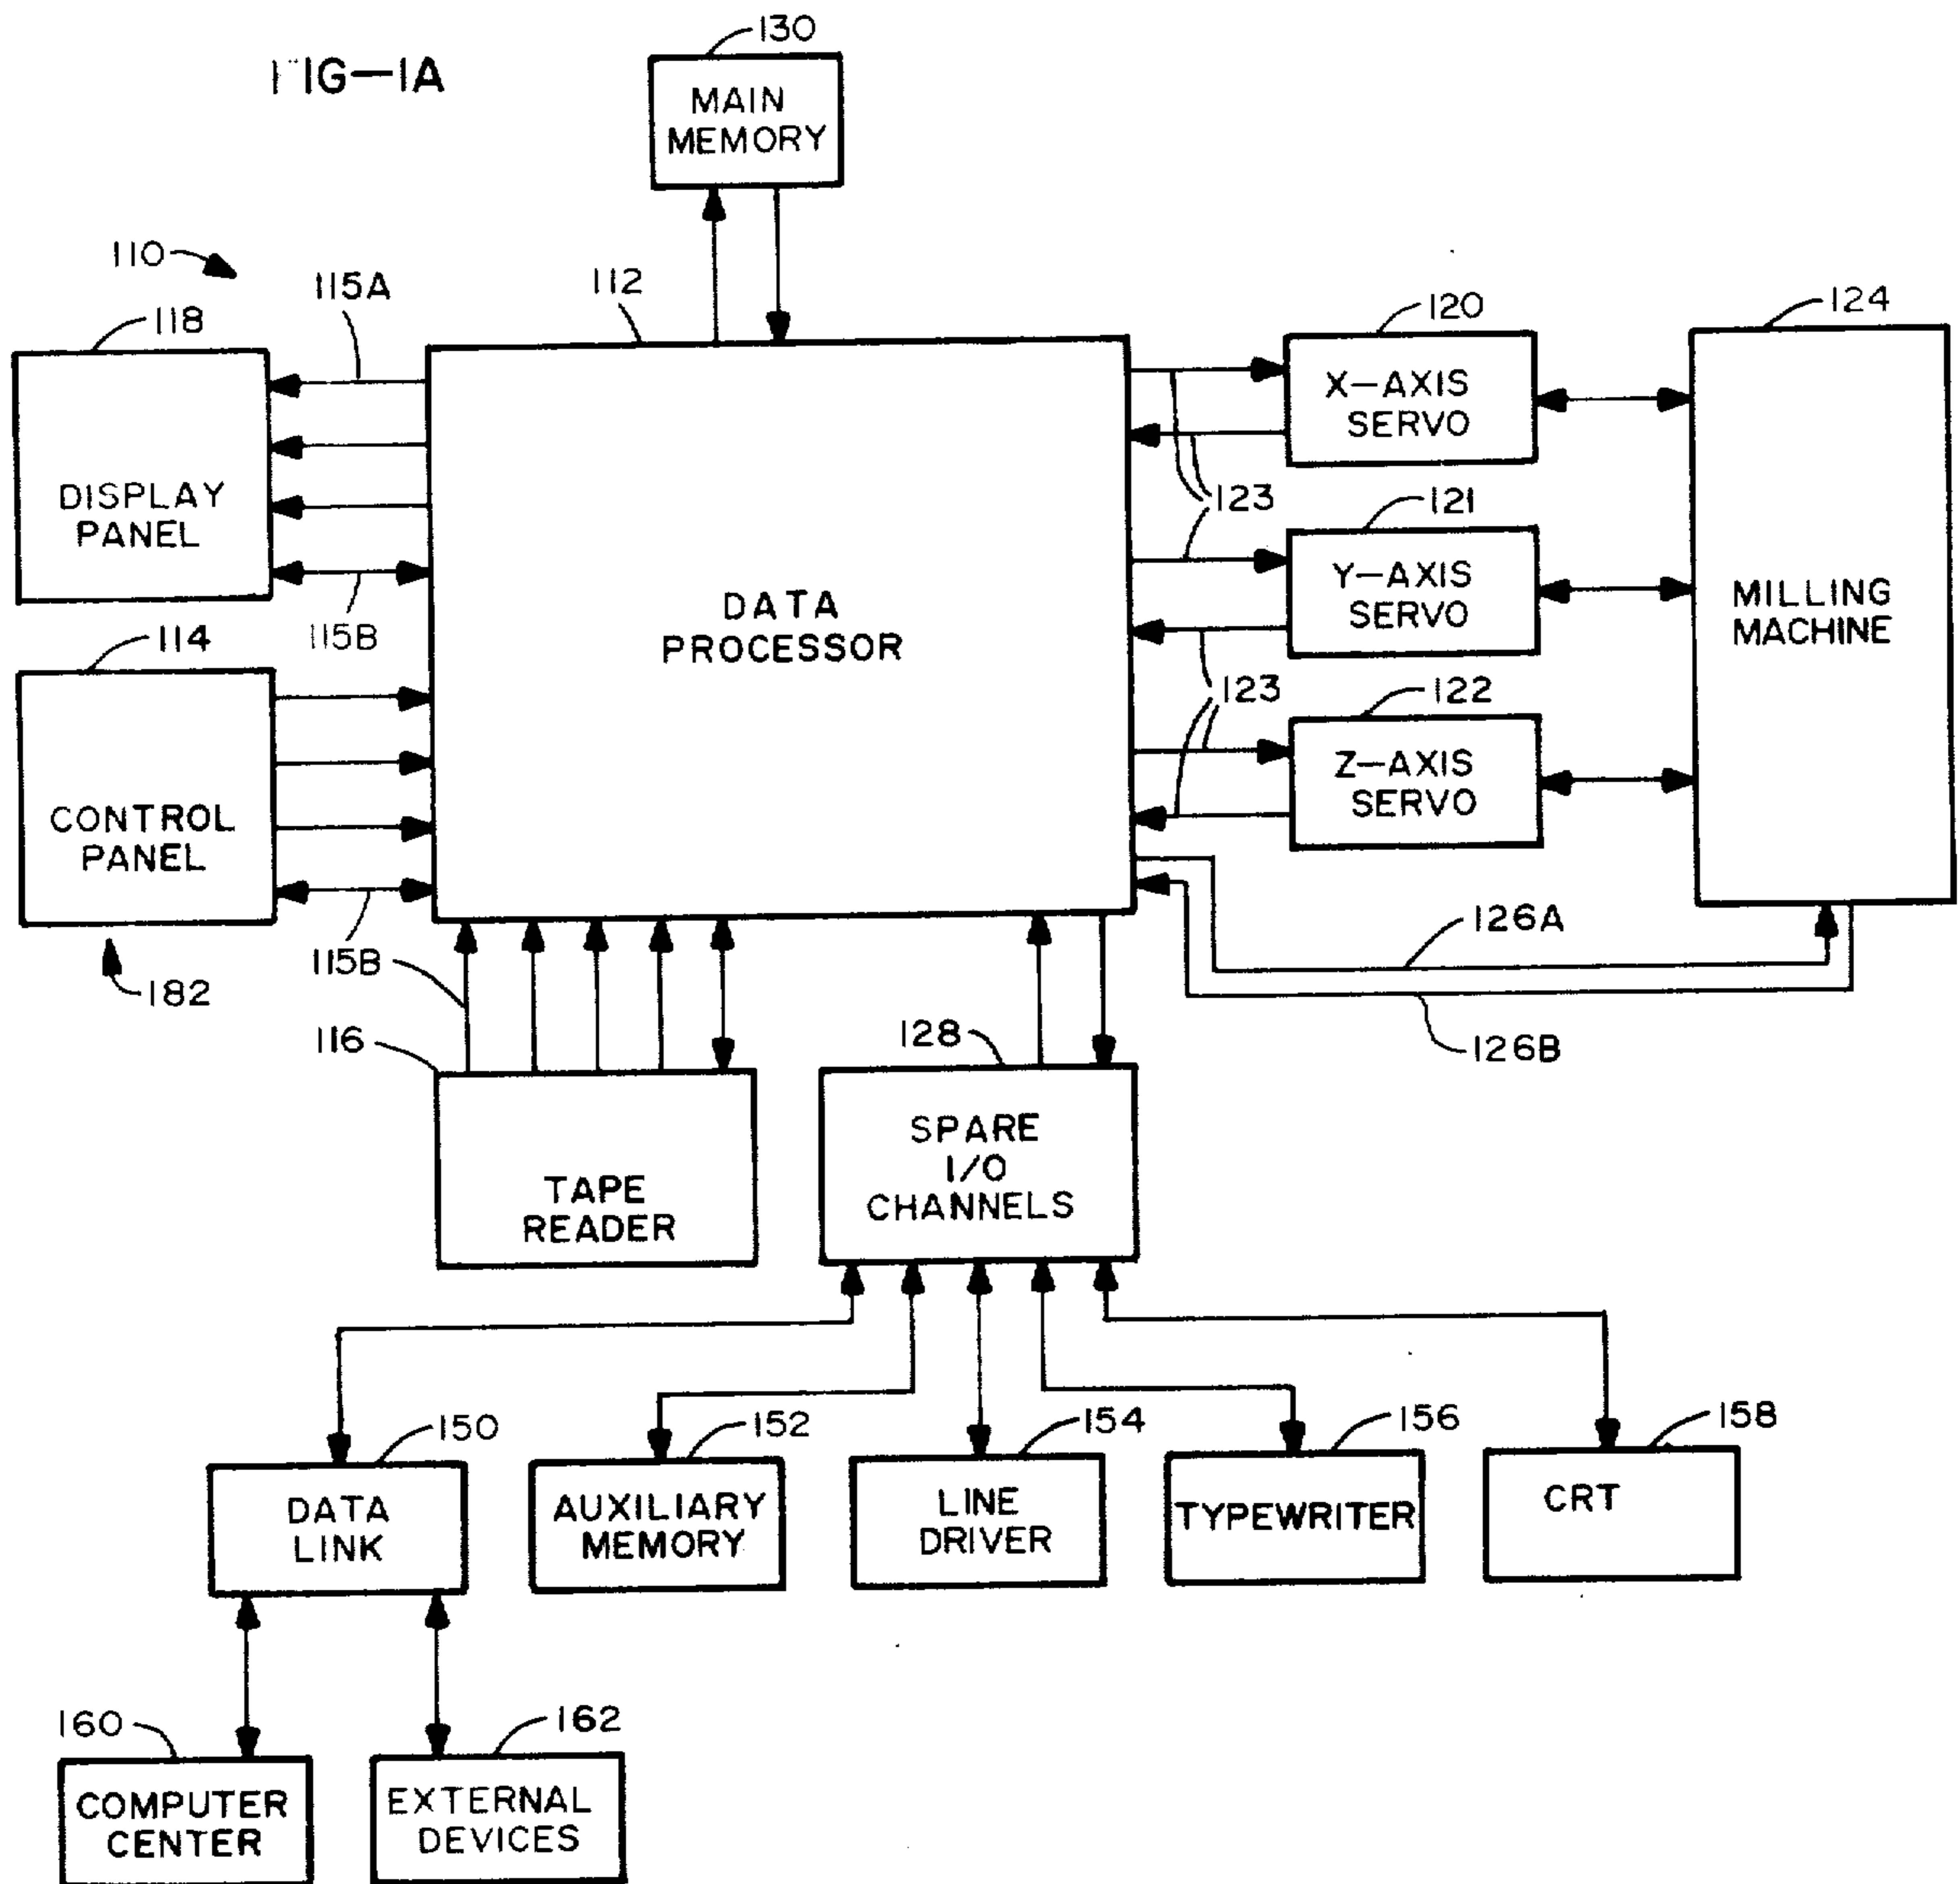 FIG-1A
130
MAIN
MEMORY
110
115A
112
118
120
124
X-AXIS
SERVO
123
121
DISPLAY
PANEL
Y-AXIS
SERVO
DATA
PROCESSOR
MILLING
MACHINE
115B
114
123
122
Z-AXIS
SERVO
CONTROL
PANEL
126A
115B
182
116
128
126B
SPARE
I/O
CHANNELS
TAPE
READER
150
152
154
156
158
DATA
LINK
AUXILIARY
MEMORY
LINE
DRIVER
TYPEWRITER
CRT
160
162
COMPUTER
CENTER
EXTERNAL
DEVICES